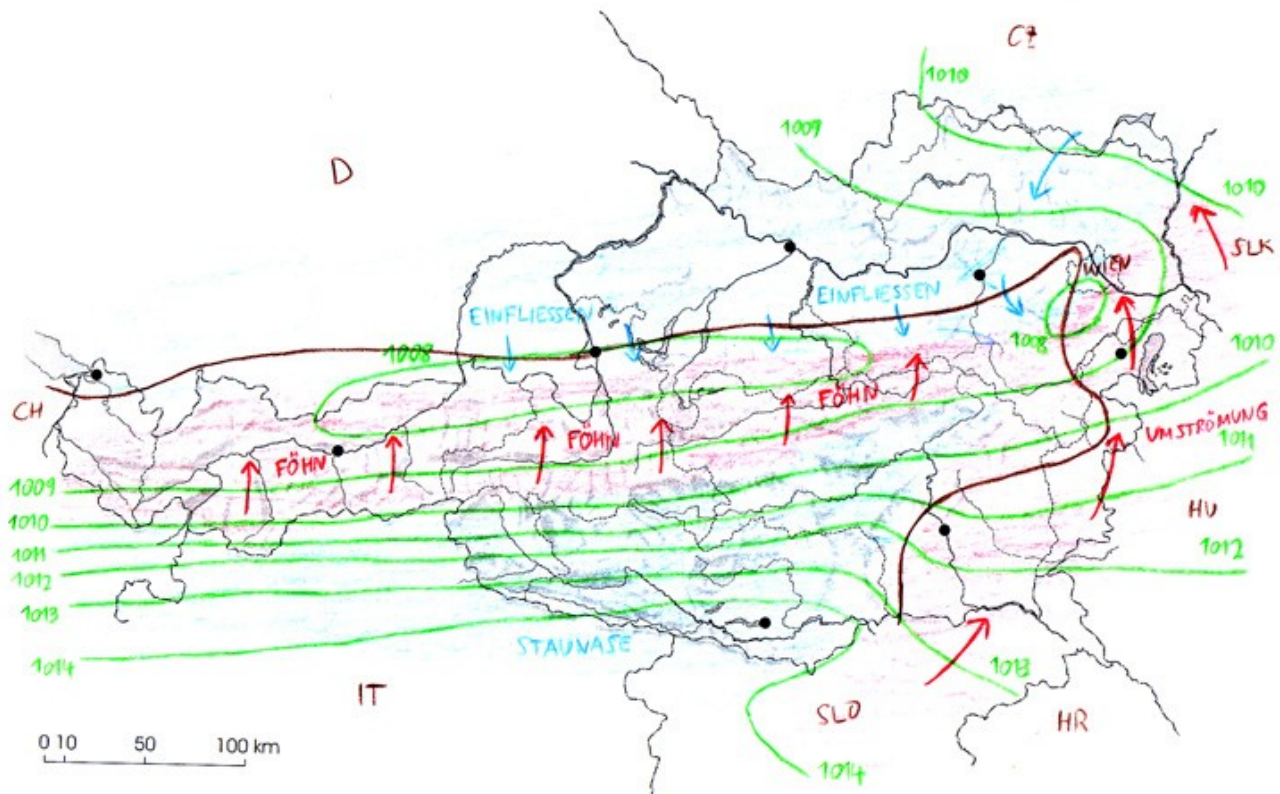 CZ
1010
1009
D
1010
SLK
WIEN
EINFLIESSEN
EINFLIESSEN
1008
1008
1010
CH
FÖHN
UMSTRÖMUNG
FÖHN
1011
FÖHN
1009
1010
HU
1011
1012
1012
1013
STAUNASE
1014
1013
IT
SLO
HR
0 10 50 100 km
1014